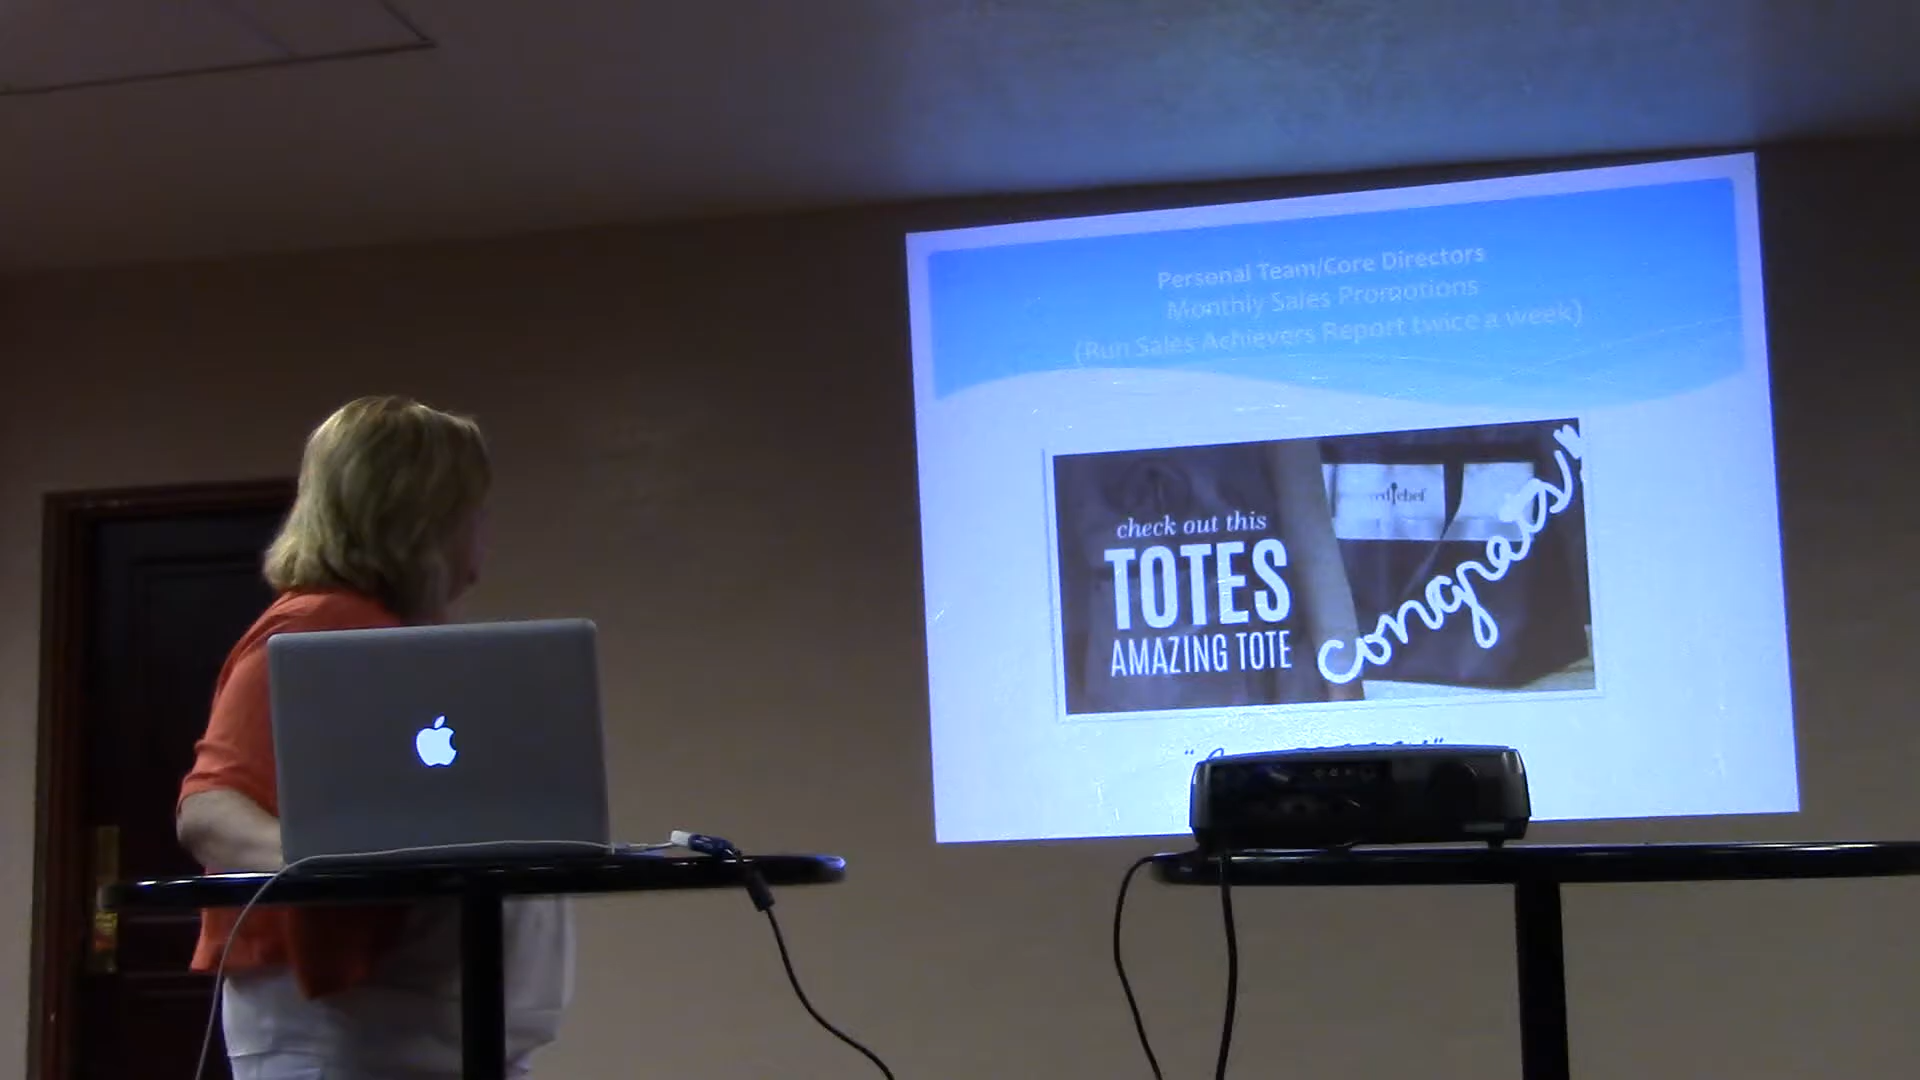 Personal Team/Core Directors
Monthly Sales Promotions
(Run Sales Achievers Report twice a week)
check out this
TOTES
AMAZING TOTE
congrats
chef